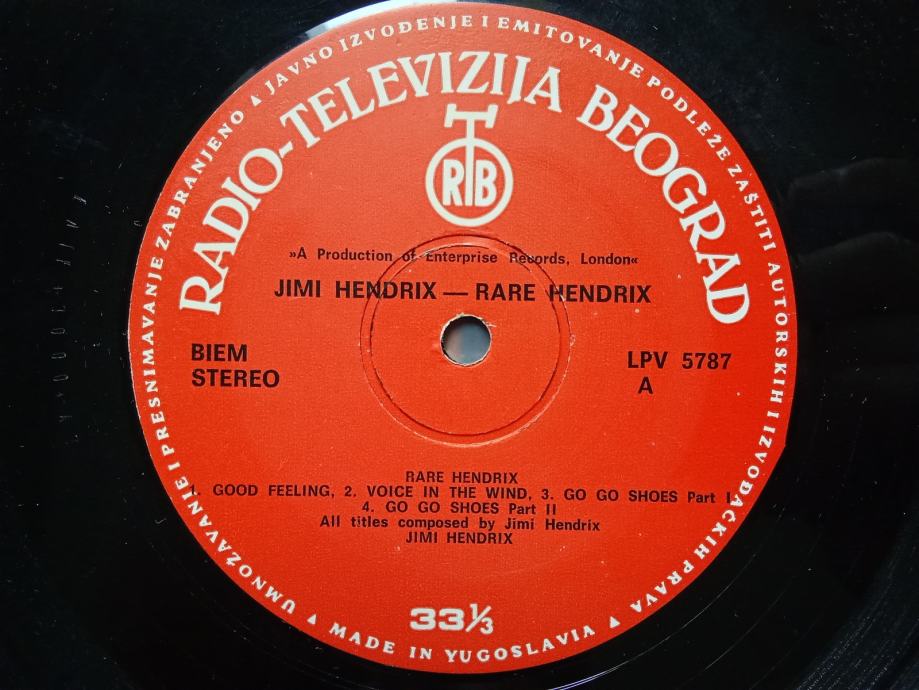 UMNOŽAVANJE I PRESNIMAVANJE ZABRANJENO ▲ JAVNO IZVOĐENJE I EMITOVANJE PODLEŽE ZAŠTITI AUTORSKIH I IZVOĐAČKIH PRAVA ▲
RADIO-TELEVIZIJA BEOGRAD
RTB
»A Production of Enterprise Records, London«
JIMI HENDRIX — RARE HENDRIX
BIEM
STEREO
LPV 5787
A
RARE HENDRIX
1. GOOD FEELING, 2. VOICE IN THE WIND, 3. GO GO SHOES Part I
4. GO GO SHOES Part II
All titles composed by Jimi Hendrix
JIMI HENDRIX
33⅓
MADE IN YUGOSLAVIA ▲